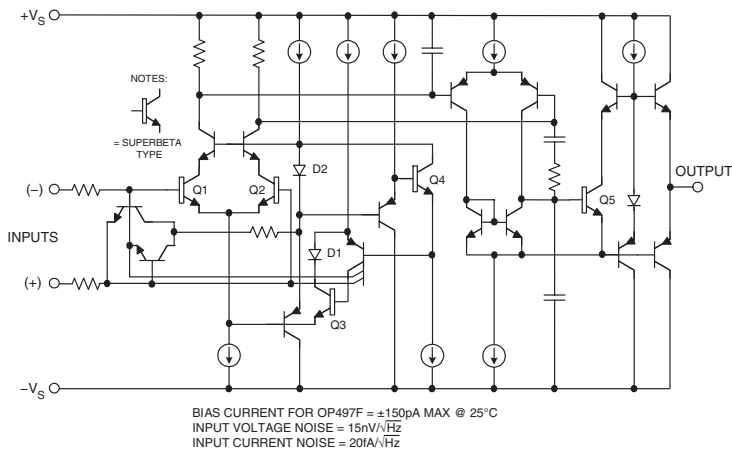 +VS
NOTES:
= SUPERBETA
TYPE
D2
Q4
OUTPUT
(–)
Q1
Q2
Q5
INPUTS
D1
(+)
Q3
–VS
BIAS CURRENT FOR OP497F = ±150pA MAX @ 25°C
INPUT VOLTAGE NOISE = 15nV/√Hz
INPUT CURRENT NOISE = 20fA/√Hz